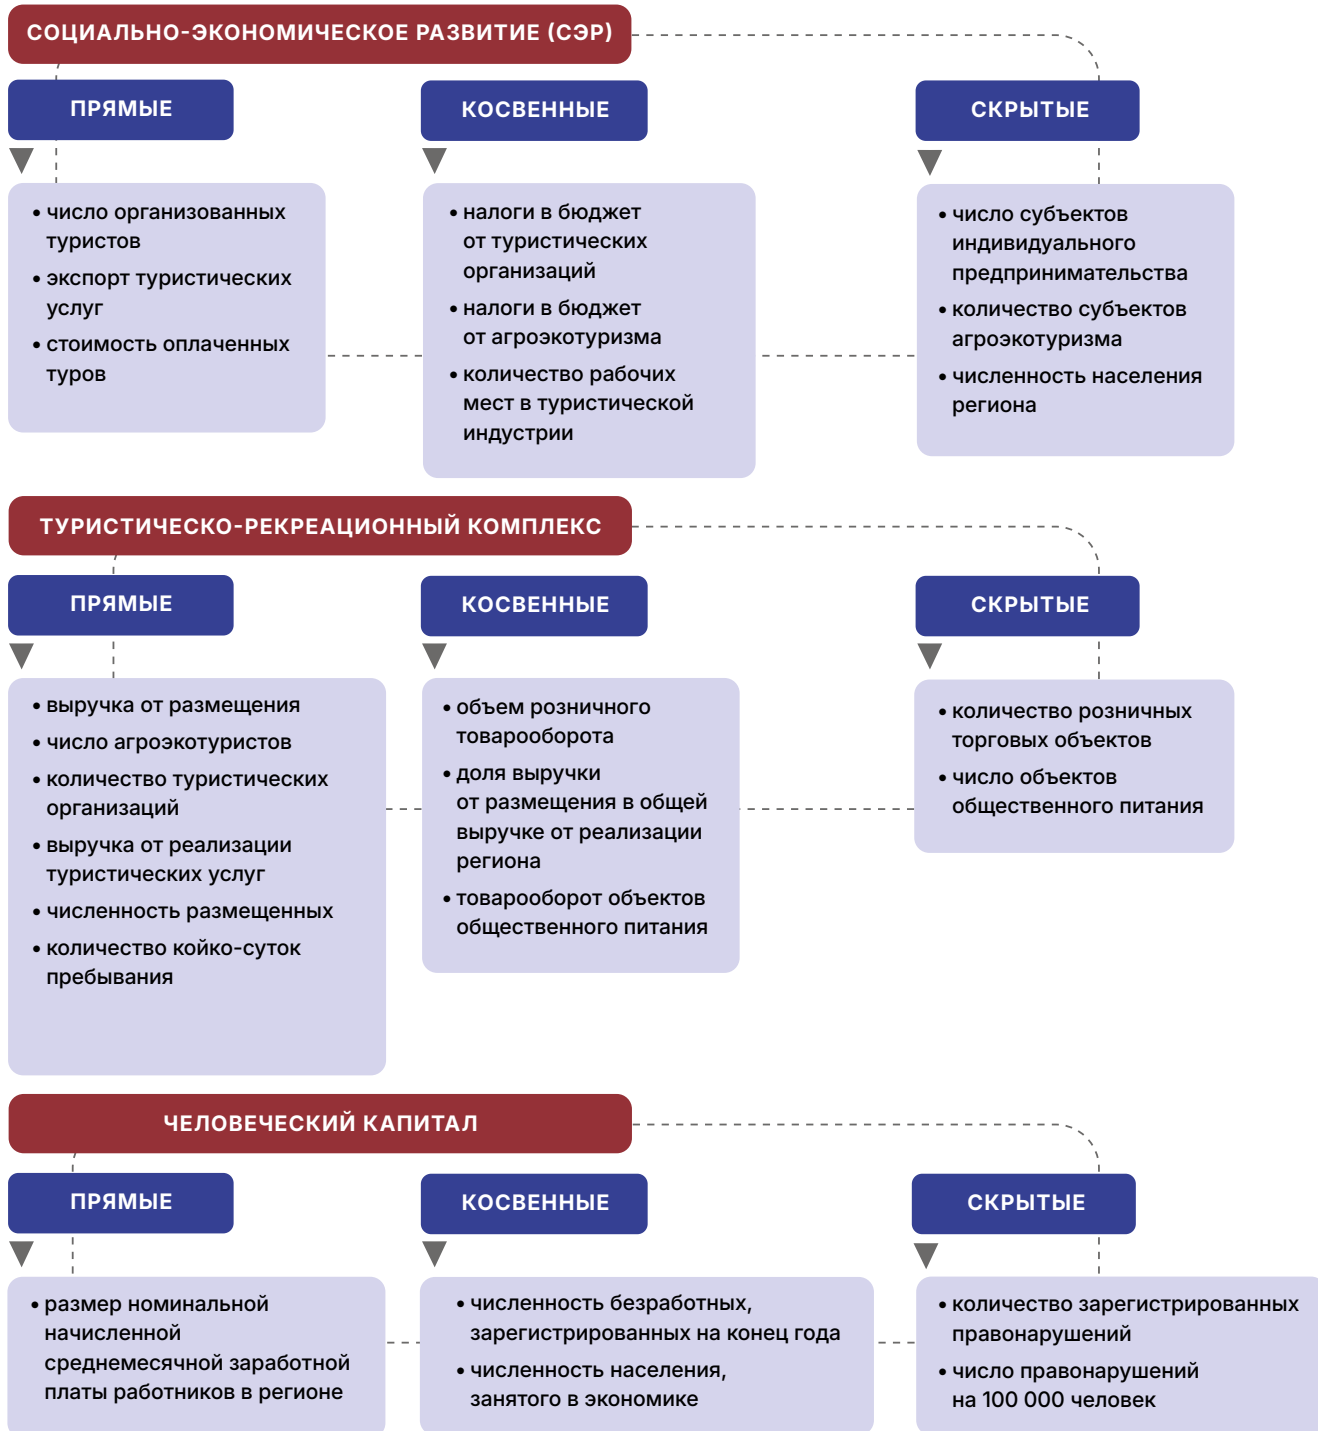 СОЦИАЛЬНО-ЭКОНОМИЧЕСКОЕ РАЗВИТИЕ (СЭР)
ПРЯМЫЕ
• число организованных
туристов
• экспорт туристических
услуг
• стоимость оплаченных
туров
КОСВЕННЫЕ
• налоги в бюджет
от туристических
организаций
• налоги в бюджет
от агроэкотуризма
• количество рабочих
мест в туристической
индустрии
СКРЫТЫЕ
• число субъектов
индивидуального
предпринимательства
• количество субъектов
агроэкотуризма
• численность населения
региона
ТУРИСТИЧЕСКО-РЕКРЕАЦИОННЫЙ КОМПЛЕКС
ПРЯМЫЕ
• выручка от размещения
• число агроэкотуристов
• количество туристических
организаций
• выручка от реализации
туристических услуг
• численность размещенных
• количество койко-суток
пребывания
КОСВЕННЫЕ
• объем розничного
товарооборота
• доля выручки
от размещения в общей
выручке от реализации
региона
• товарооборот объектов
общественного питания
СКРЫТЫЕ
• количество розничных
торговых объектов
• число объектов
общественного питания
ЧЕЛОВЕЧЕСКИЙ КАПИТАЛ
ПРЯМЫЕ
• размер номинальной
начисленной
среднемесячной заработной
платы работников в регионе
КОСВЕННЫЕ
• численность безработных,
зарегистрированных на конец года
• численность населения,
занятого в экономике
СКРЫТЫЕ
• количество зарегистрированных
правонарушений
• число правонарушений
на 100 000 человек